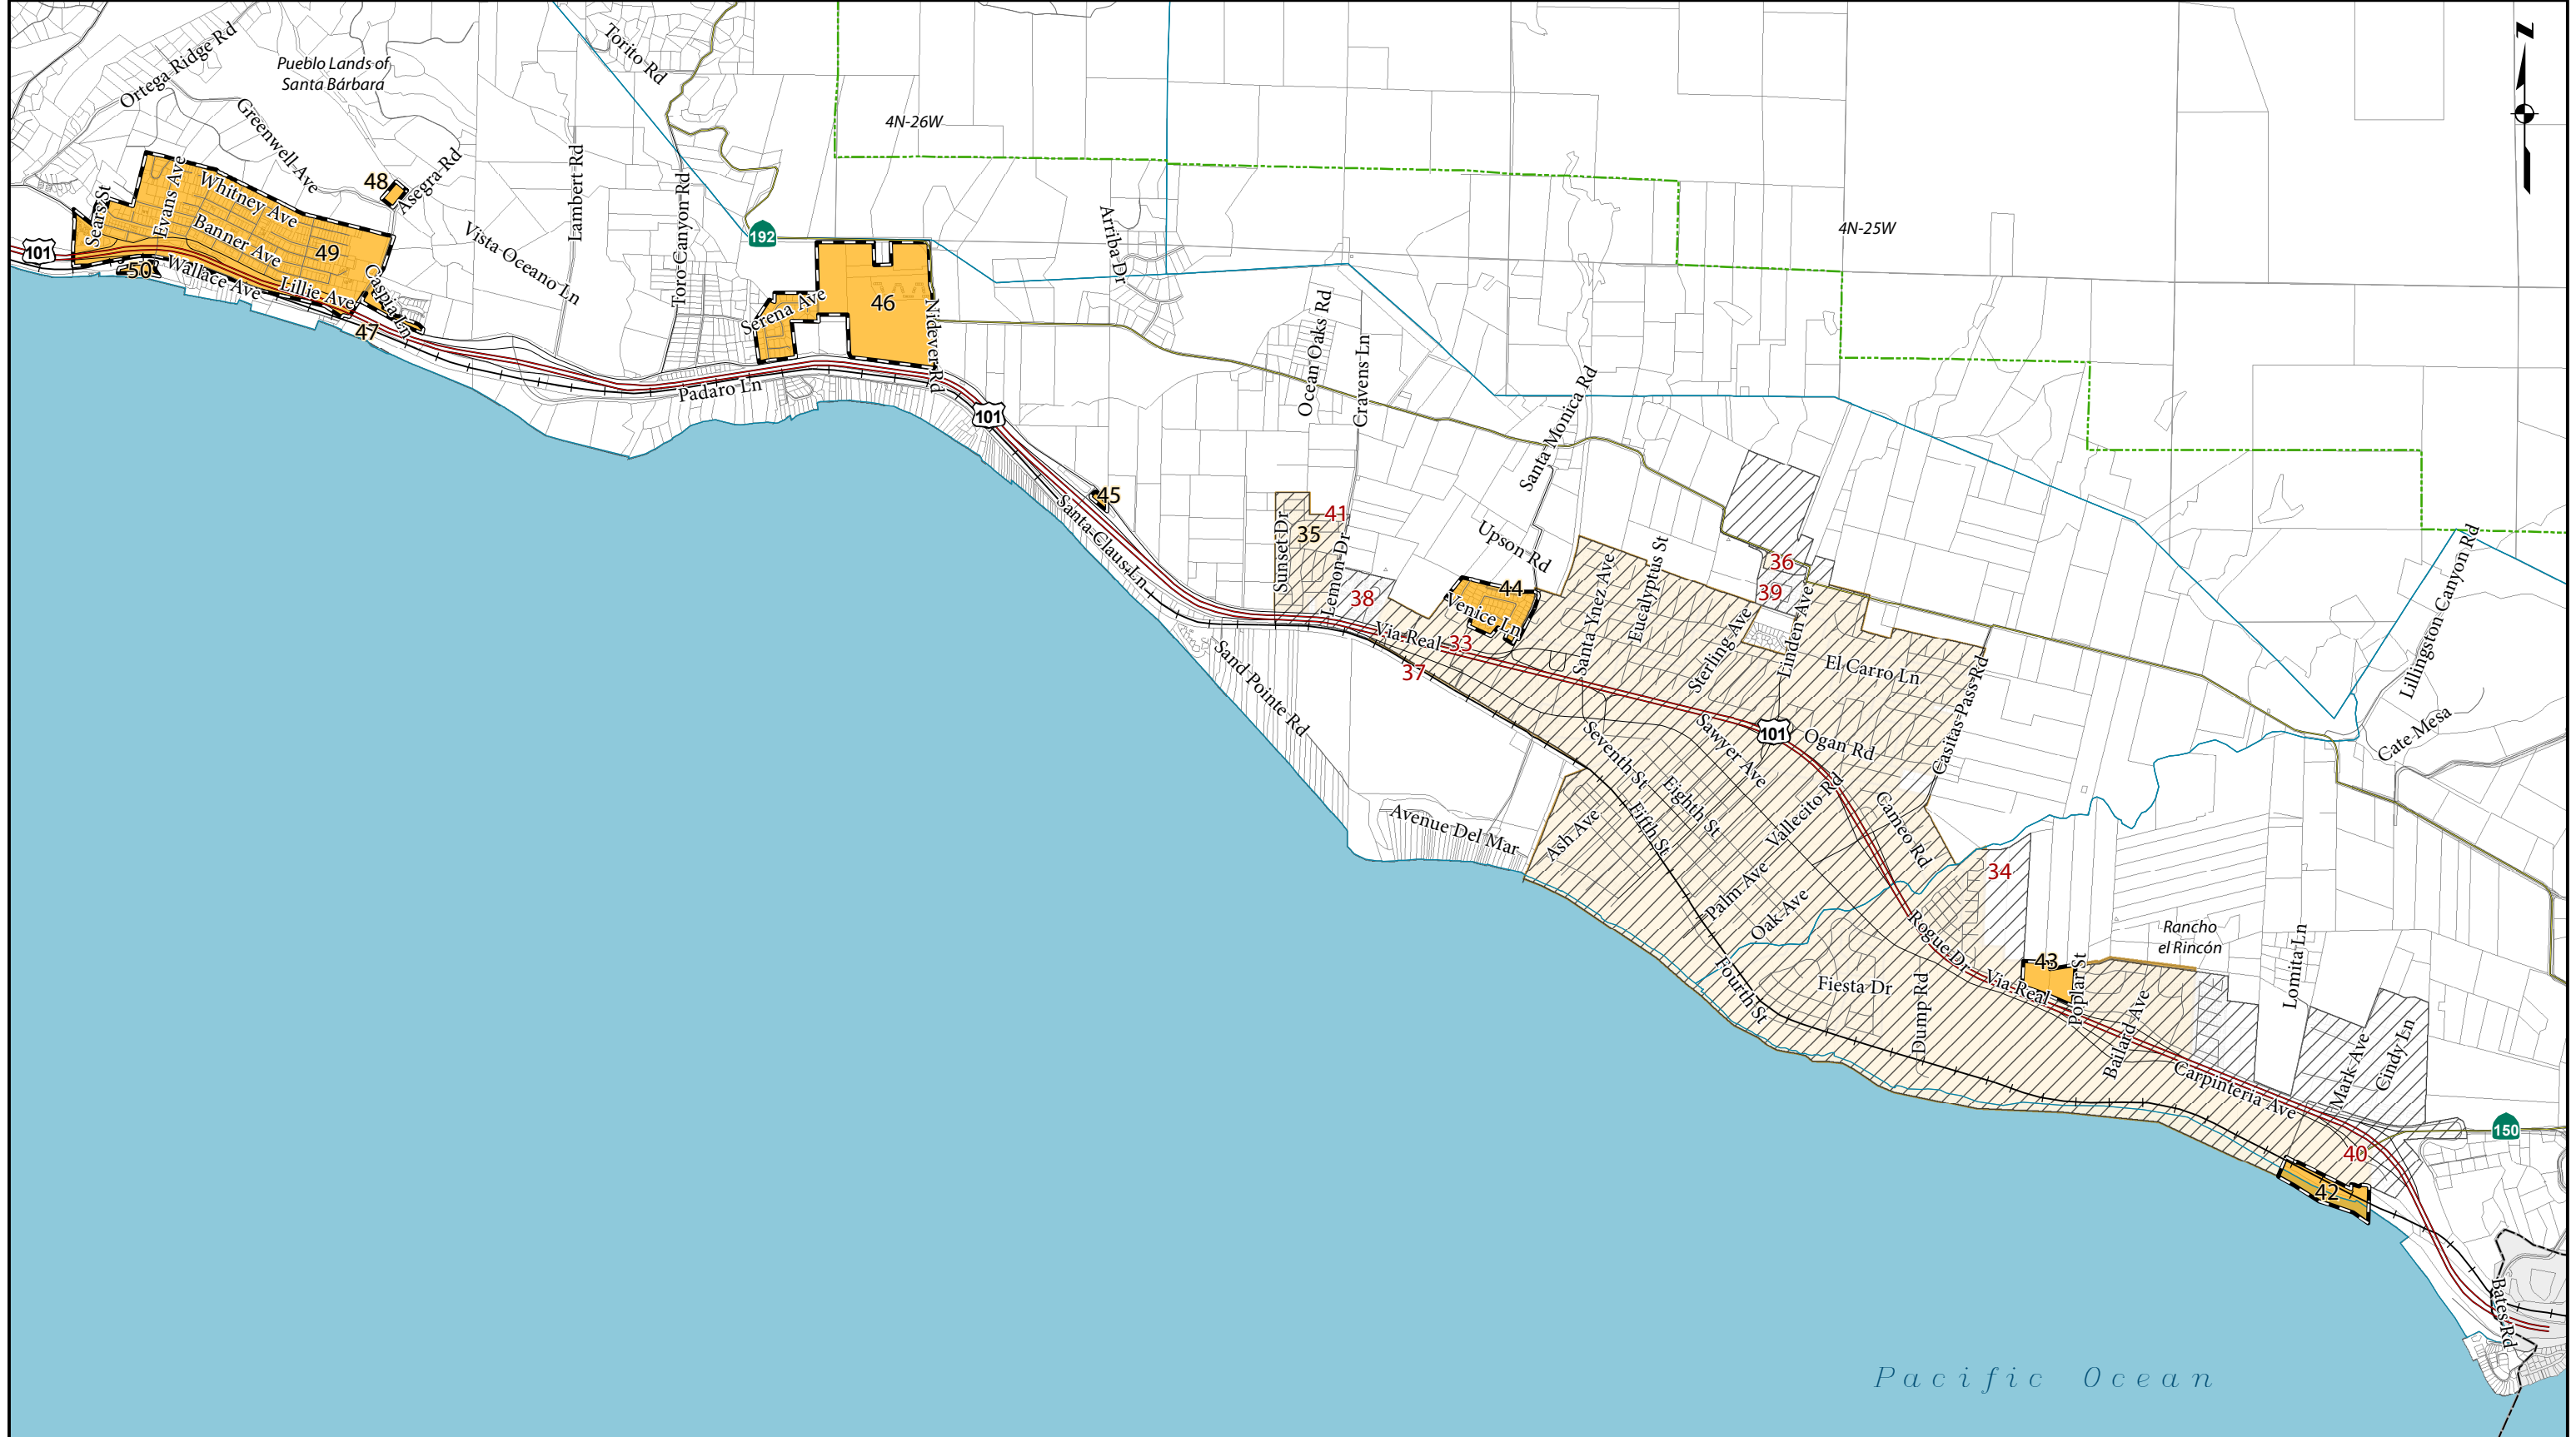 Ortega Ridge Rd
Pueblo Lands of
Santa Bárbara
Torito Rd
4N-26W
Z
Greenwell Ave
Asegra Rd
48
Lambert Rd
Toro Canyon Rd
192
Arriba Dr
4N-25W
Sears St
Evans Ave
Whitney Ave
Banner Ave
49
101
50
Wallace Ave
Lillie Ave
Caspia Ln
47
Vista Oceano Ln
Serena Ave
46
Nidever Rd
Padaro Ln
101
Ocean Oaks Rd
Cravens Ln
Santa Monica Rd
45
Santa Claus Ln
Sunset Dr
41
35
Lemon Dr
38
Upson Rd
44
Venice Ln
Via Real
33
37
Santa Ynez Ave
Eucalyptus St
Sterling Ave
36
39
Linden Ave
El Carro Ln
Casitas Pass Rd
Lillington Canyon Rd
Cate Mesa
Sand Pointe Rd
101
Ogan Rd
Sawyer Ave
Seventh St
Eighth St
Fifth St
Vallecito Rd
Cameo Rd
Avenue Del Mar
Ash Ave
Palm Ave
Oak Ave
34
Rogue Dr
Rancho
el Rincón
Fourth St
Fiesta Dr
Dump Rd
Via Real
43
Poplar St
Bailard Ave
Lomita Ln
Carpinteria Ave
Mark Ave
Cindy Ln
150
40
42
Bates Rd
Pacific Ocean